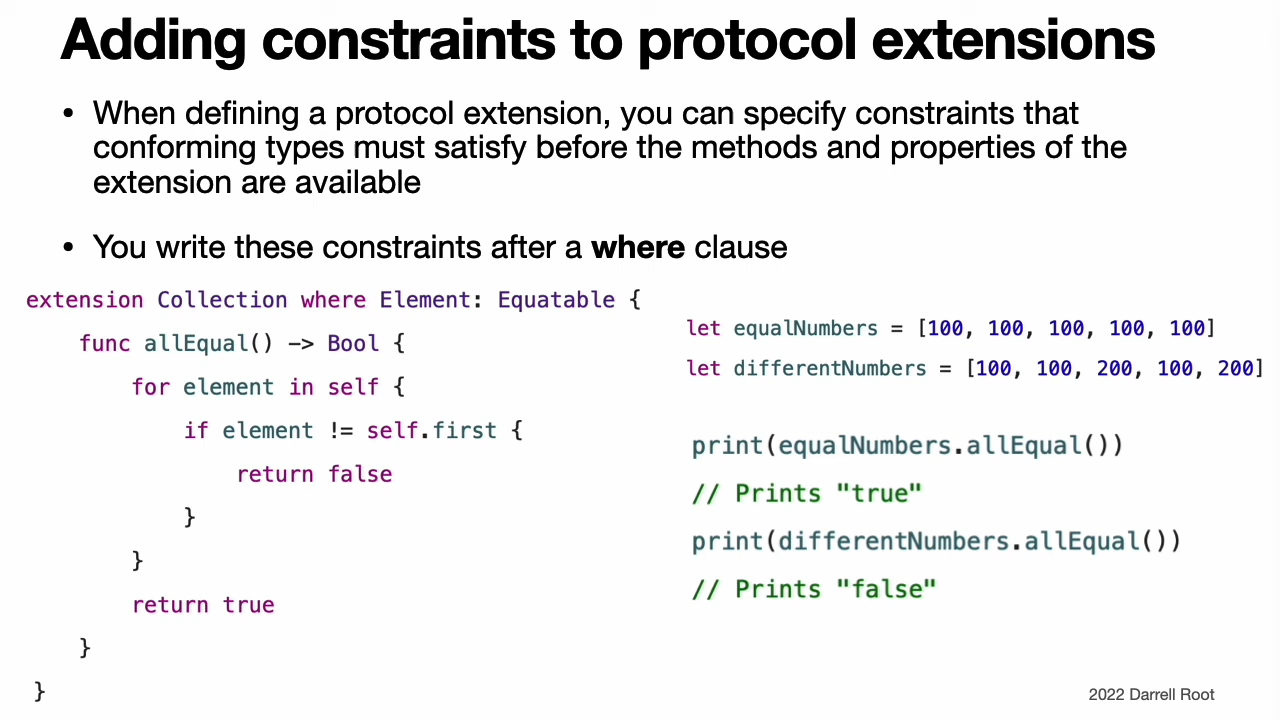 Adding constraints to protocol extensions
• When defining a protocol extension, you can specify constraints that
conforming types must satisfy before the methods and properties of the
extension are available
• You write these constraints after a where clause
extension Collection where Element: Equatable {
    func allEqual() -> Bool {
        for element in self {
            if element != self.first {
                return false
            }
        }
        return true
    }
}
let equalNumbers = [100, 100, 100, 100, 100]
let differentNumbers = [100, 100, 200, 100, 200]
print(equalNumbers.allEqual())
// Prints "true"
print(differentNumbers.allEqual())
// Prints "false"
2022 Darrell Root